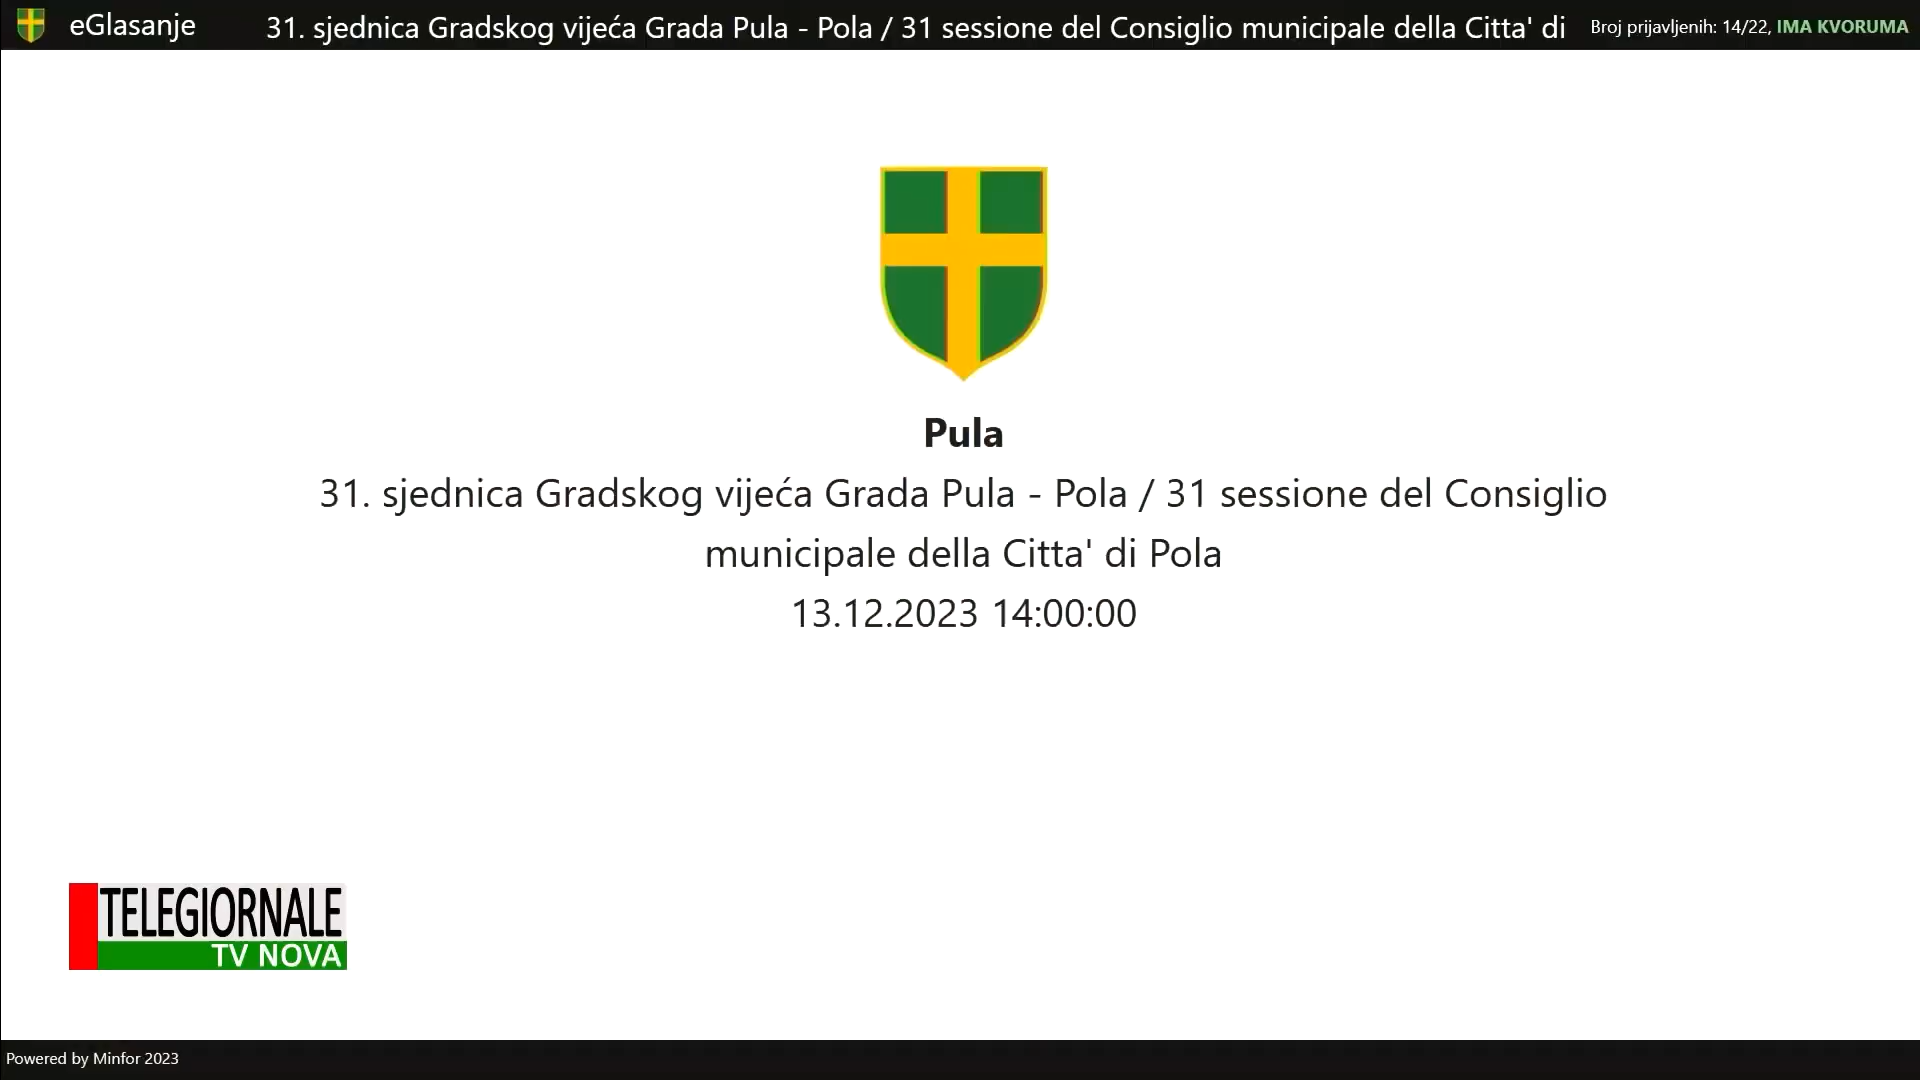 eGlasanje
31. sjednica Gradskog vijeća Grada Pula - Pola / 31 sessione del Consiglio municipale della Citta' di
Broj prijavljenih: 14/22, IMA KVORUMA
Pula
31. sjednica Gradskog vijeća Grada Pula - Pola / 31 sessione del Consiglio
municipale della Citta' di Pola
13.12.2023 14:00:00
TELEGIORNALE
TV NOVA
Powered by Minfor 2023